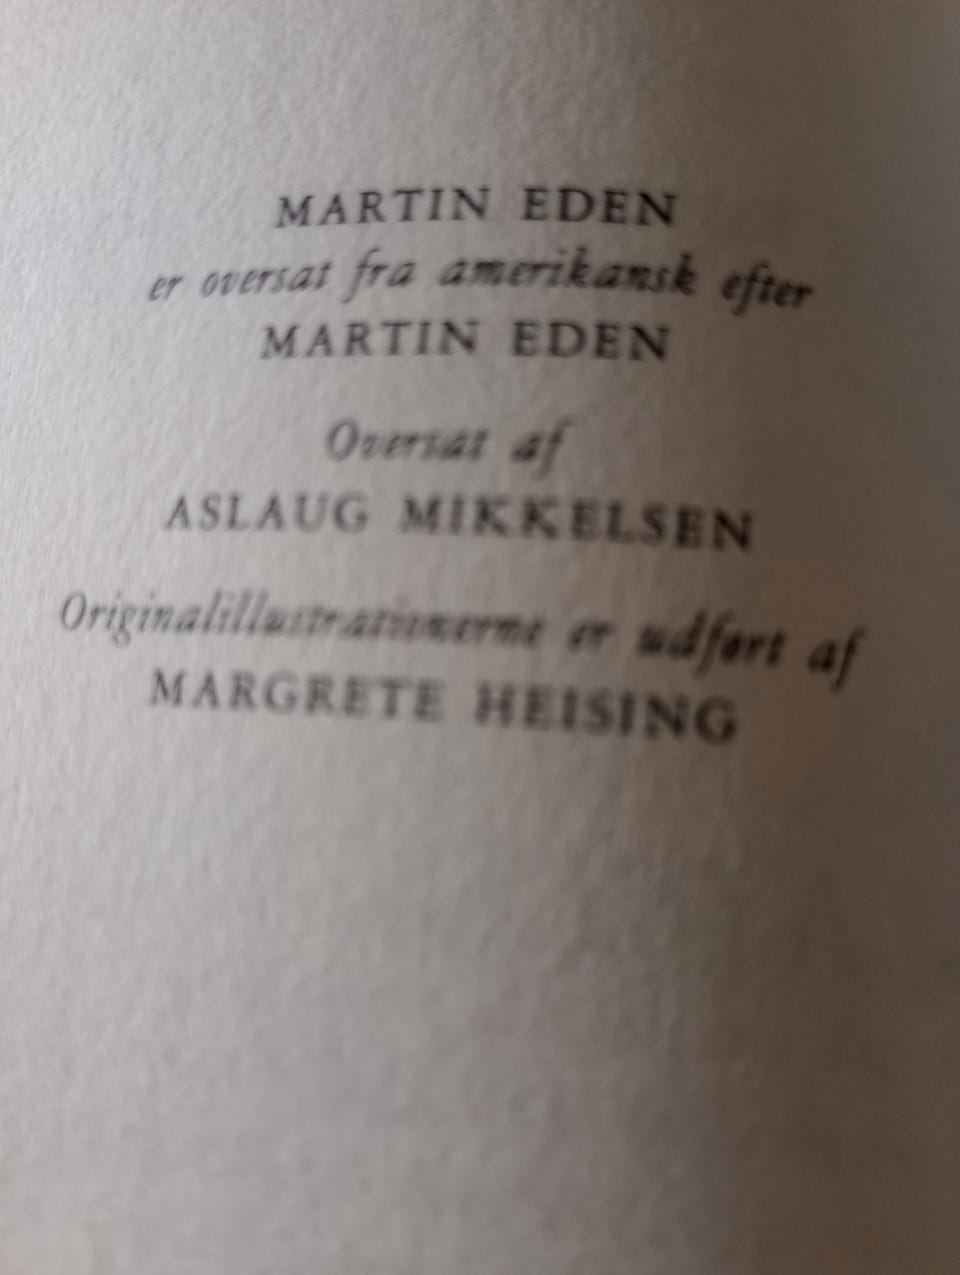 MARTIN EDEN
er oversat fra amerikansk efter
MARTIN EDEN
Oversat af
ASLAUG MIKKELSEN
Originalillustrationerne er udført af
MARGRETE HEISING